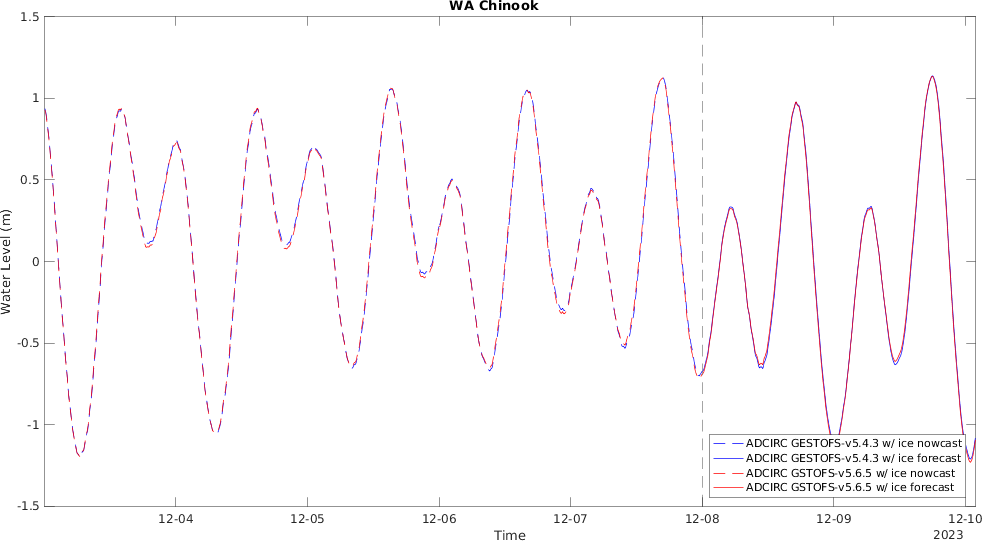 WA Chinook
Water Level (m)
1.5
1
0.5
0
-0.5
-1
-1.5
12-04
12-05
12-06
12-07
12-08
12-09
12-10
Time
2023
ADCIRC GESTOFS-v5.4.3 w/ ice nowcast
ADCIRC GESTOFS-v5.4.3 w/ ice forecast
ADCIRC GSTOFS-v5.6.5 w/ ice nowcast
ADCIRC GSTOFS-v5.6.5 w/ ice forecast